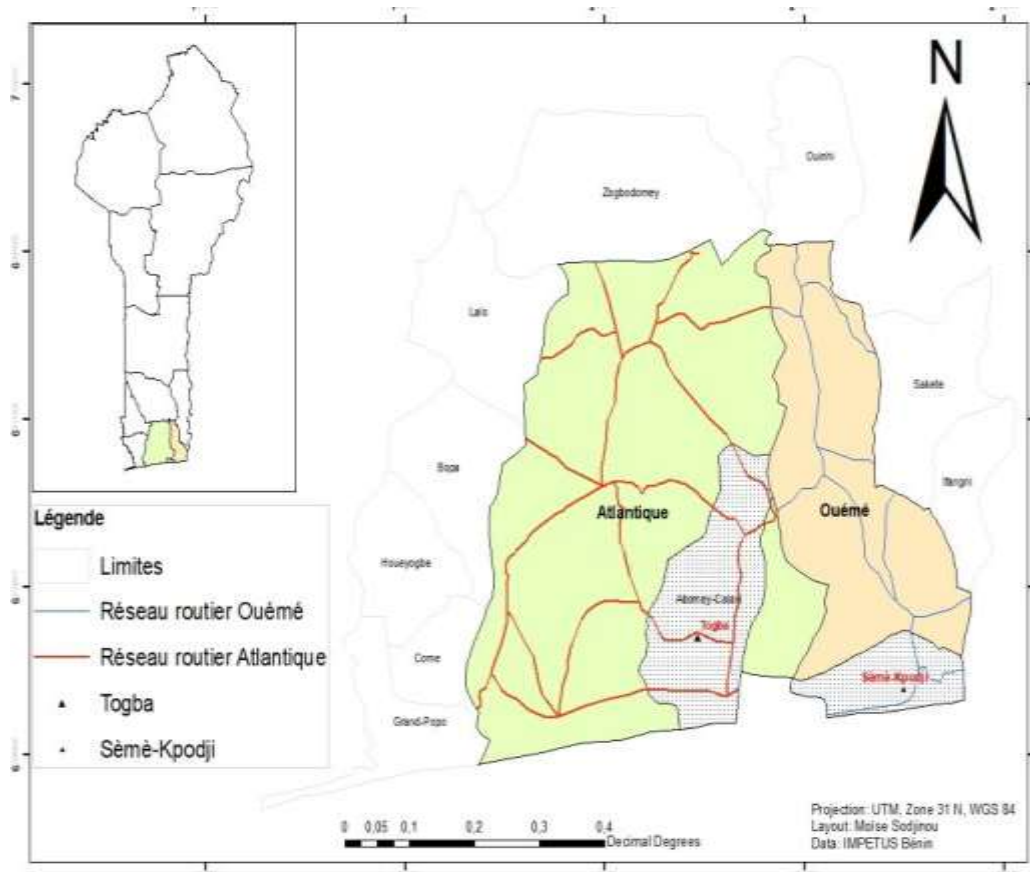 N
Ouinhi
Zogbodomey
Lalo
Sakete
Bopa
Ifangni
Atlantique
Ouémé
Légende
Limites
Houeyogbe
Abomey-Calavi
Réseau routier Ouémé
Togba
Réseau routier Atlantique
Come
Sèmè-Kpodji
Togba
Grand-Popo
Sèmè-Kpodji
Projection: UTM, Zone 31 N, WGS 84
Layout: Moïse Sodjinou
Data: IMPETUS Bénin
0 0,05 0,1 0,2 0,3 0,4
Decimal Degrees